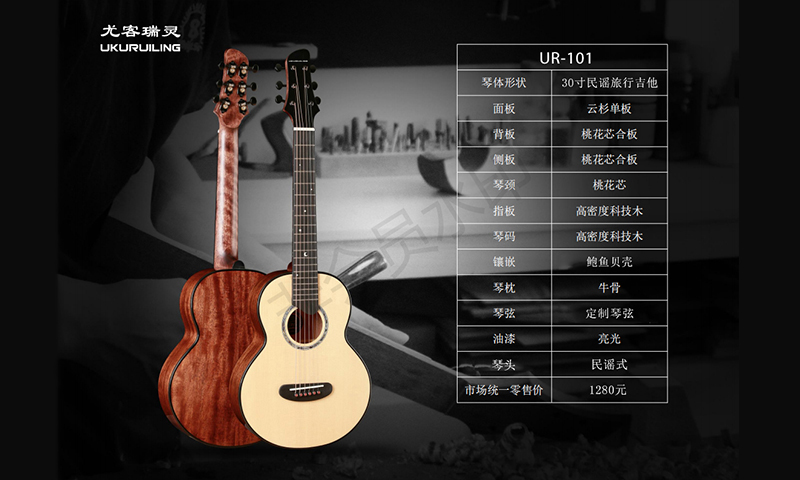 尤客瑞灵
UKURUILING
UR-101
琴体形状 30寸民谣旅行吉他
面板 云杉单板
背板 桃花芯合板
侧板 桃花芯合板
琴颈 桃花芯
指板 高密度科技木
琴码 高密度科技木
镶嵌 鲍鱼贝壳
琴枕 牛骨
琴弦 定制琴弦
油漆 亮光
琴头 民谣式
市场统一零售价 1280元
非会员水印